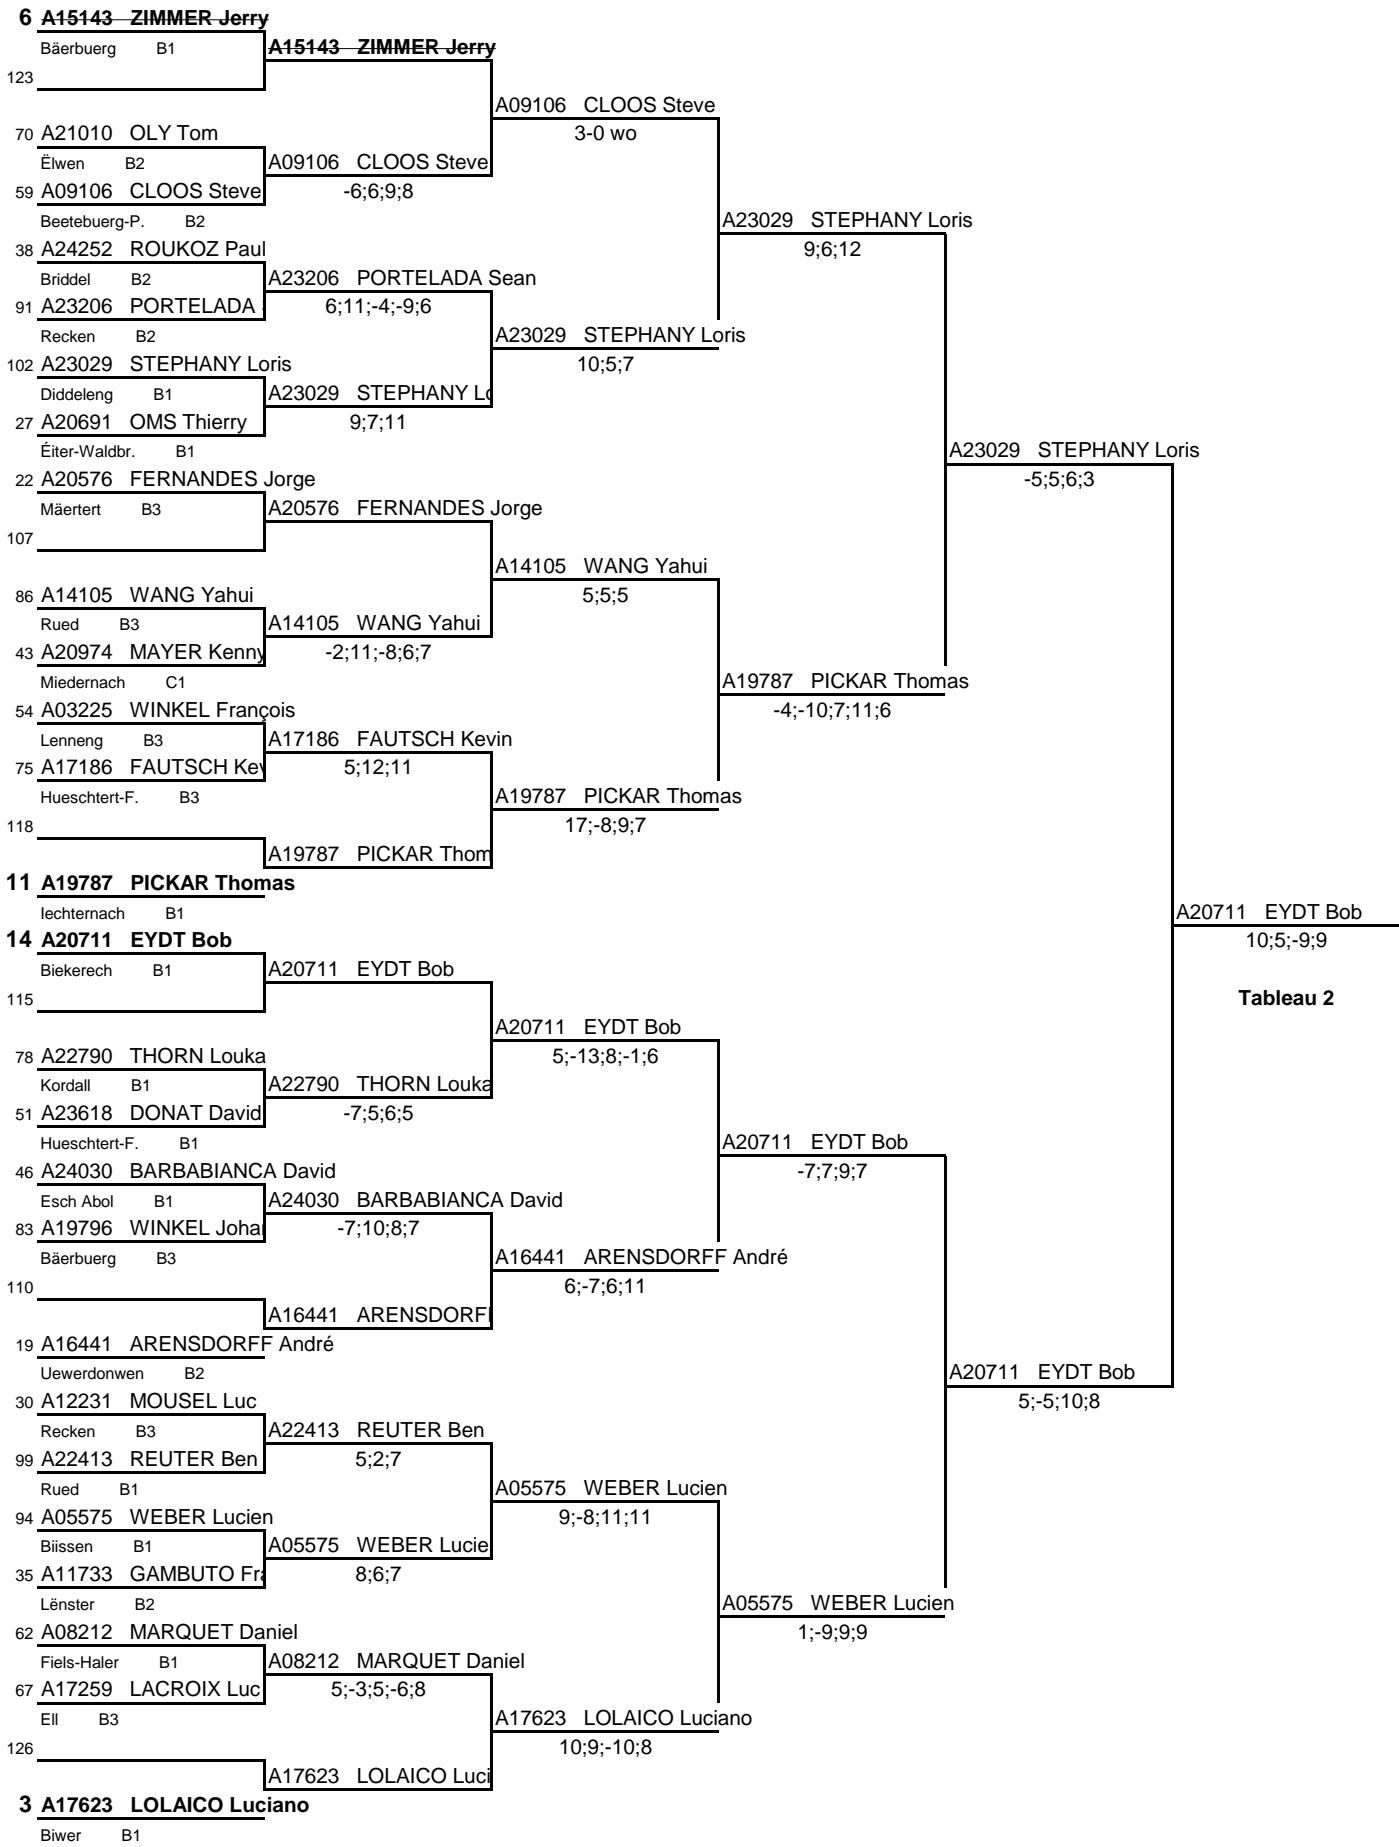 6 A15143 ZIMMER Jerry
Bäerbuerg B1 A15143 ZIMMER Jerry
123
A09106 CLOOS Steve
70 A21010 OLY Tom 3-0 wo
Ëlwen B2 A09106 CLOOS Steve
59 A09106 CLOOS Steve -6;6;9;8
Beetebuerg-P. B2 A23029 STEPHANY Loris
38 A24252 ROUKOZ Paul 9;6;12
Briddel B2 A23206 PORTELADA Sean
91 A23206 PORTELADA 6;11;-4;-9;6
Recken B2 A23029 STEPHANY Loris
102 A23029 STEPHANY Loris 10;5;7
Diddeleng B1 A23029 STEPHANY Lo
27 A20691 OMS Thierry 9;7;11
Éiter-Waldbr. B1 A23029 STEPHANY Loris
22 A20576 FERNANDES Jorge -5;5;6;3
Mäertert B3 A20576 FERNANDES Jorge
107
A14105 WANG Yahui
86 A14105 WANG Yahui 5;5;5
Rued B3 A14105 WANG Yahui
43 A20974 MAYER Kenny -2;11;-8;6;7
Miedernach C1 A19787 PICKAR Thomas
54 A03225 WINKEL François -4;-10;7;11;6
Lenneng B3 A17186 FAUTSCH Kevin
75 A17186 FAUTSCH Kev 5;12;11
Hueschtert-F. B3 A19787 PICKAR Thomas
118 17;-8;9;7
A19787 PICKAR Thom
11 A19787 PICKAR Thomas
Iechternach B1 A20711 EYDT Bob
14 A20711 EYDT Bob 10;5;-9;9
Biekerech B1 A20711 EYDT Bob
115 Tableau 2
A20711 EYDT Bob
78 A22790 THORN Louka 5;-13;8;-1;6
Kordall B1 A22790 THORN Louka
51 A23618 DONAT David -7;5;6;5
Hueschtert-F. B1 A20711 EYDT Bob
46 A24030 BARBABIANCA David -7;7;9;7
Esch Abol B1 A24030 BARBABIANCA David
83 A19796 WINKEL Johan -7;10;8;7
Bäerbuerg B3 A16441 ARENSDORFF André
110 6;-7;6;11
A16441 ARENSDORF
19 A16441 ARENSDORFF André
Uewerdonwen B2 A20711 EYDT Bob
30 A12231 MOUSEL Luc 5;-5;10;8
Recken B3 A22413 REUTER Ben
99 A22413 REUTER Ben 5;2;7
Rued B1 A05575 WEBER Lucien
94 A05575 WEBER Lucien 9;-8;11;11
Biissen B1 A05575 WEBER Lucie
35 A11733 GAMBUTO Fra 8;6;7
Lënster B2 A05575 WEBER Lucien
62 A08212 MARQUET Daniel 1;-9;9;9
Fiels-Haler B1 A08212 MARQUET Daniel
67 A17259 LACROIX Luc 5;-3;5;-6;8
Ell B3 A17623 LOLAICO Luciano
126 10;9;-10;8
A17623 LOLAICO Luci
3 A17623 LOLAICO Luciano
Biwer B1